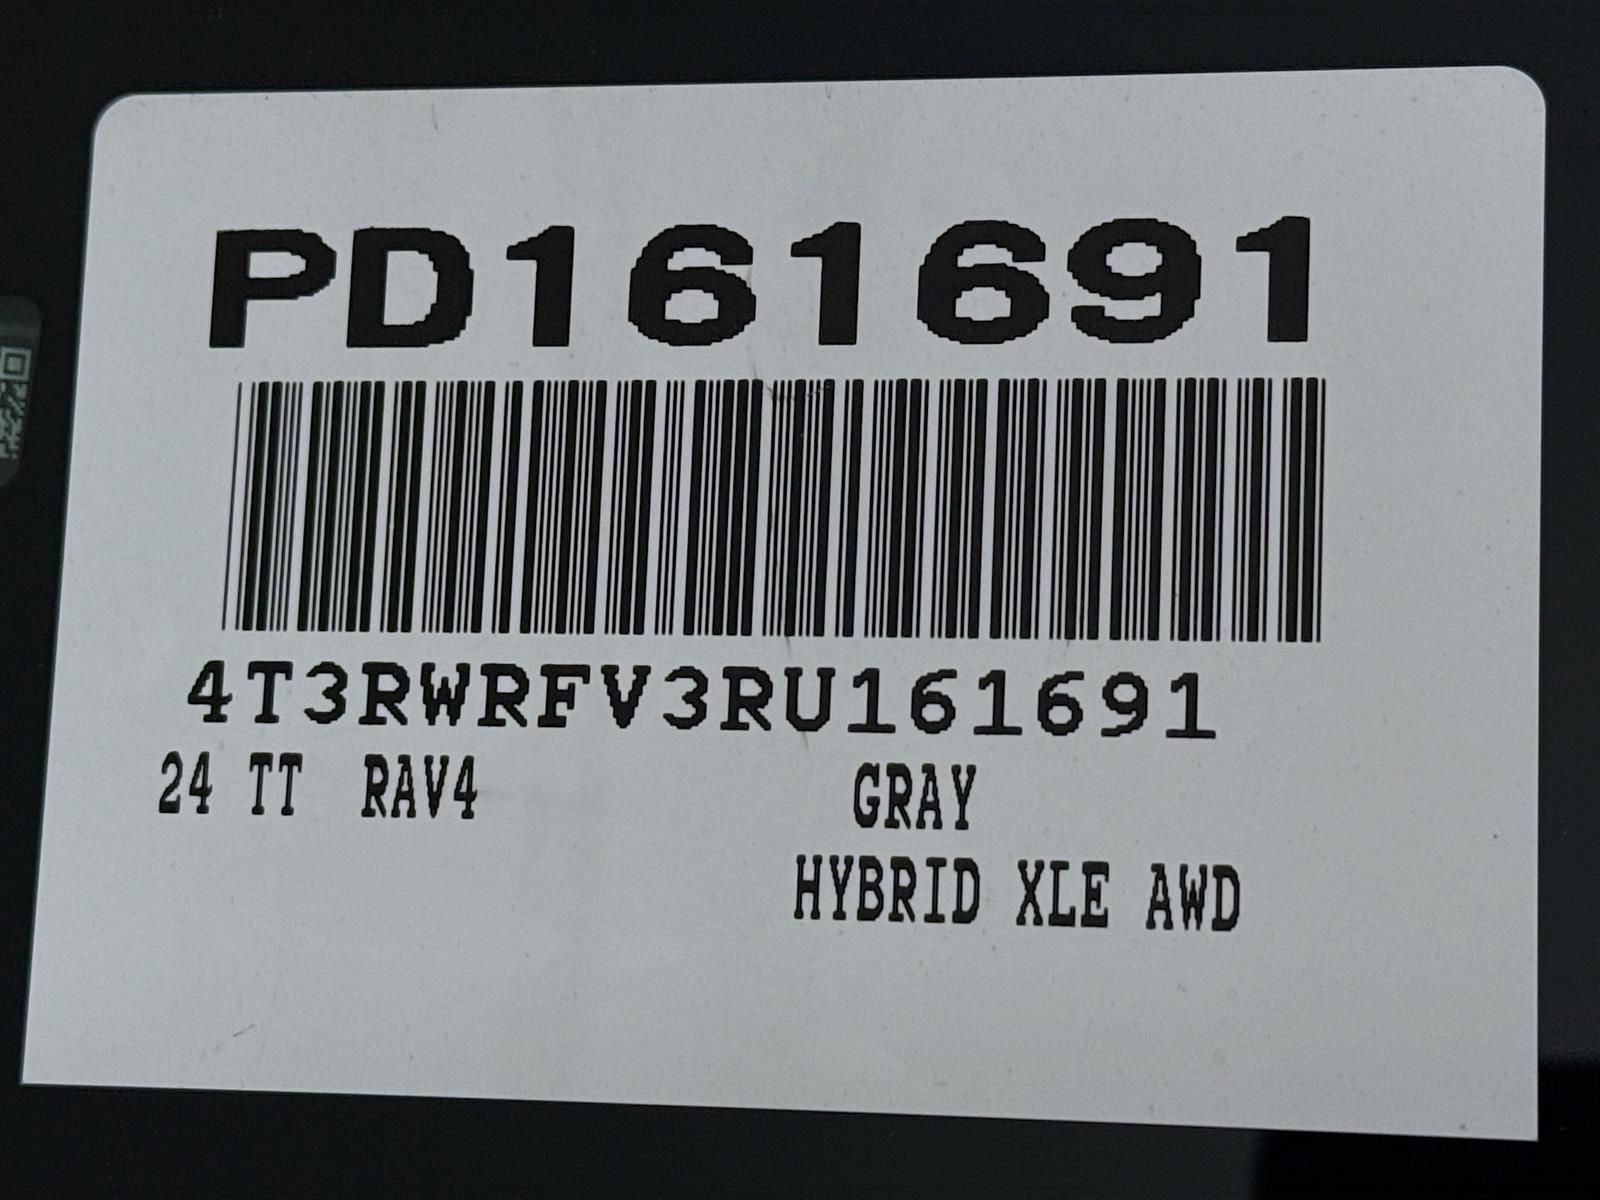 PD161691
4T3RWRFV3RU161691
24 TT RAV4 GRAY
HYBRID XLE AWD